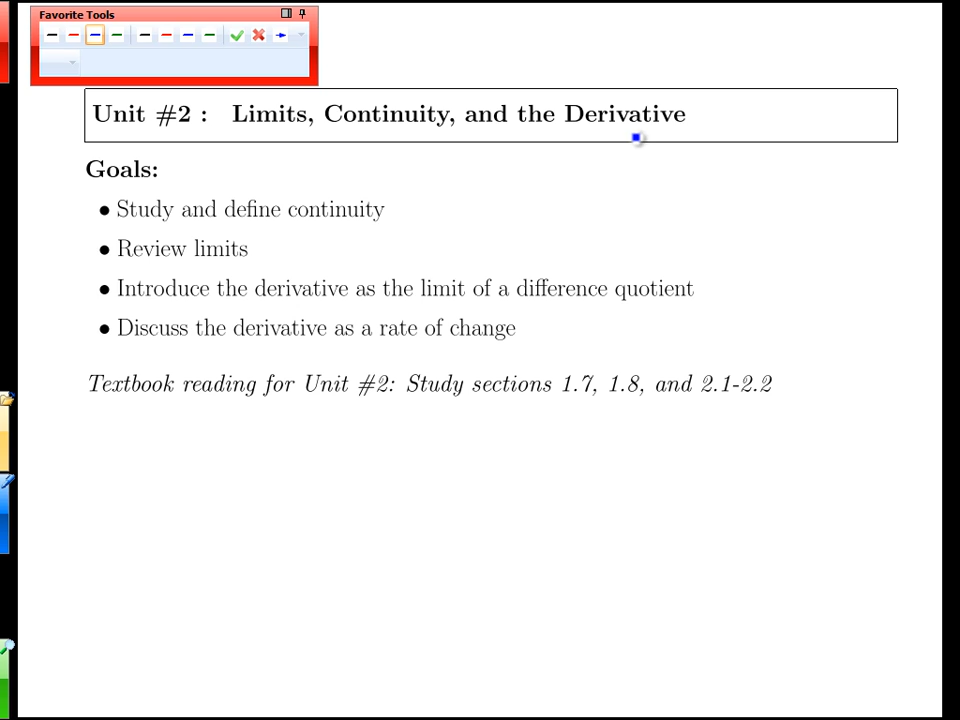 Favorite Tools
Unit #2 : Limits, Continuity, and the Derivative
Goals:
• Study and define continuity
• Review limits
• Introduce the derivative as the limit of a difference quotient
• Discuss the derivative as a rate of change
Textbook reading for Unit #2: Study sections 1.7, 1.8, and 2.1-2.2